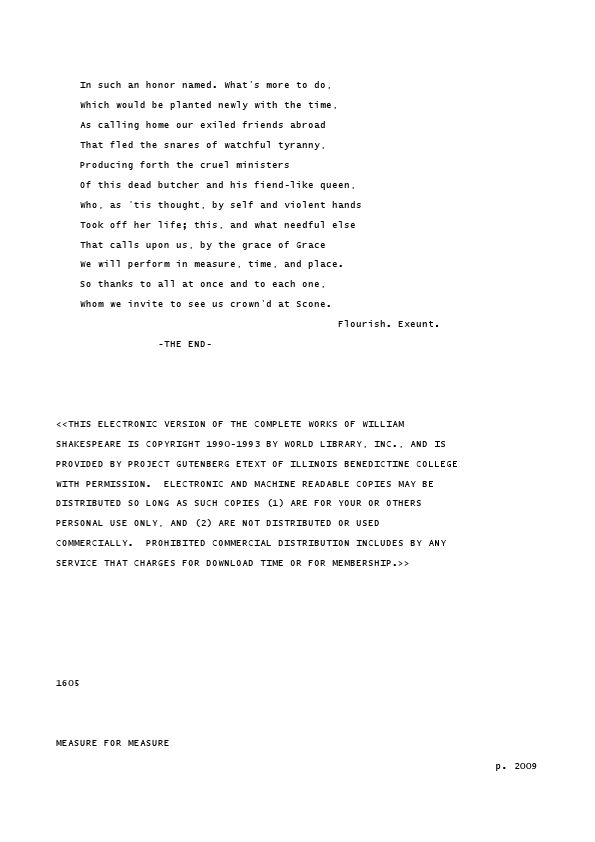 In such an honor named. What's more to do,
Which would be planted newly with the time,
As calling home our exiled friends abroad
That fled the snares of watchful tyranny,
Producing forth the cruel ministers
Of this dead butcher and his fiend-like queen,
Who, as 'tis thought, by self and violent hands
Took off her life; this, and what needful else
That calls upon us, by the grace of Grace
We will perform in measure, time, and place.
So thanks to all at once and to each one,
Whom we invite to see us crown'd at Scone.
Flourish. Exeunt.
-THE END-
<<THIS ELECTRONIC VERSION OF THE COMPLETE WORKS OF WILLIAM
SHAKESPEARE IS COPYRIGHT 1990-1993 BY WORLD LIBRARY, INC., AND IS
PROVIDED BY PROJECT GUTENBERG ETEXT OF ILLINOIS BENEDICTINE COLLEGE
WITH PERMISSION.  ELECTRONIC AND MACHINE READABLE COPIES MAY BE
DISTRIBUTED SO LONG AS SUCH COPIES (1) ARE FOR YOUR OR OTHERS
PERSONAL USE ONLY, AND (2) ARE NOT DISTRIBUTED OR USED
COMMERCIALLY.  PROHIBITED COMMERCIAL DISTRIBUTION INCLUDES BY ANY
SERVICE THAT CHARGES FOR DOWNLOAD TIME OR FOR MEMBERSHIP.>>
1605
MEASURE FOR MEASURE
p. 2009